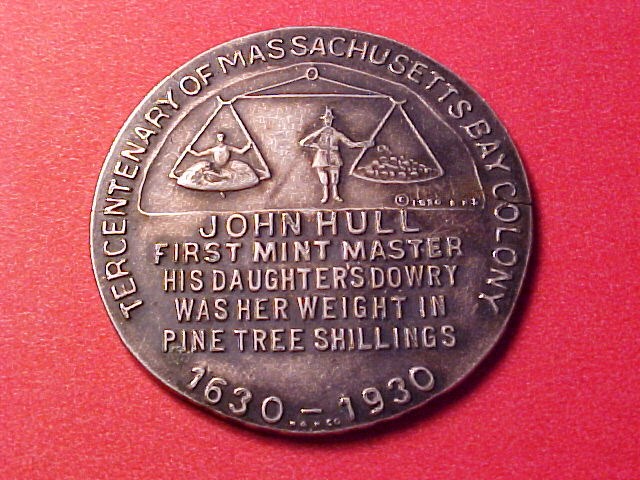 TERCENTENARY OF MASSACHUSETTS BAY COLONY
JOHN HULL
FIRST MINT MASTER
HIS DAUGHTER'S DOWRY
WAS HER WEIGHT IN
PINE TREE SHILLINGS
1630 – 1930